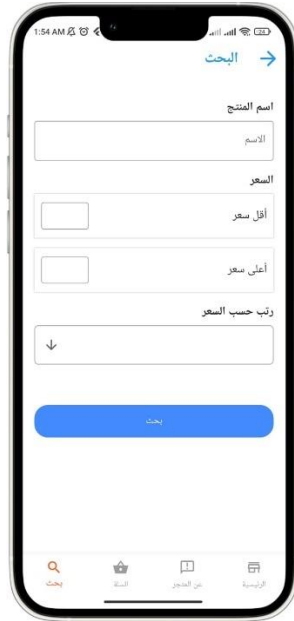 1:54 AM
24
البحث
اسم المنتج
الاسم
السعر
أقل سعر
أعلى سعر
رتب حسب السعر
بحث
الرئيسية
عن المتجر
السلة
بحث